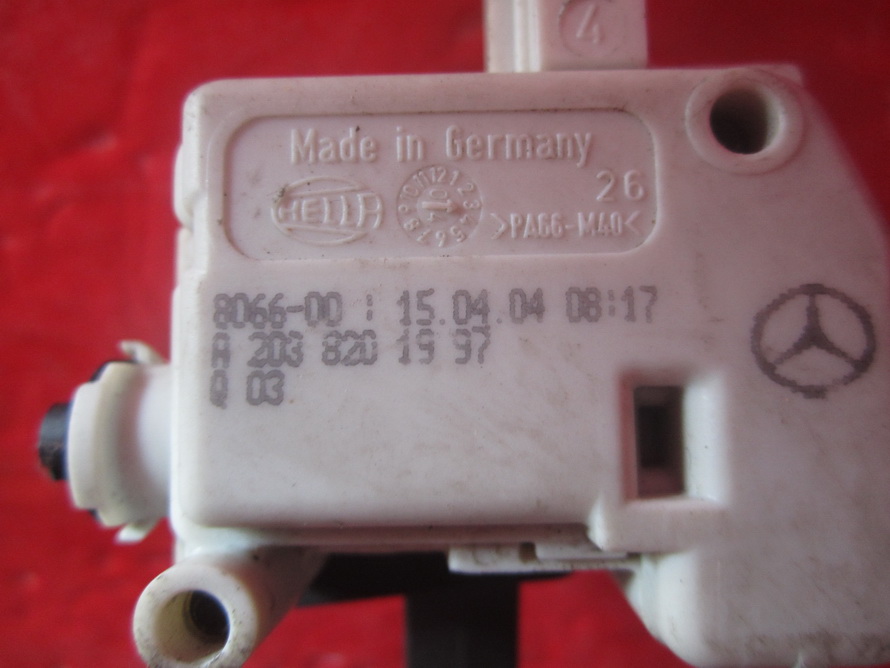 4
Made in Germany
26
HELLA
>PA66-M40<
8066-00 : 15.04.04 08:17
A 203 820 19 97
Q 03